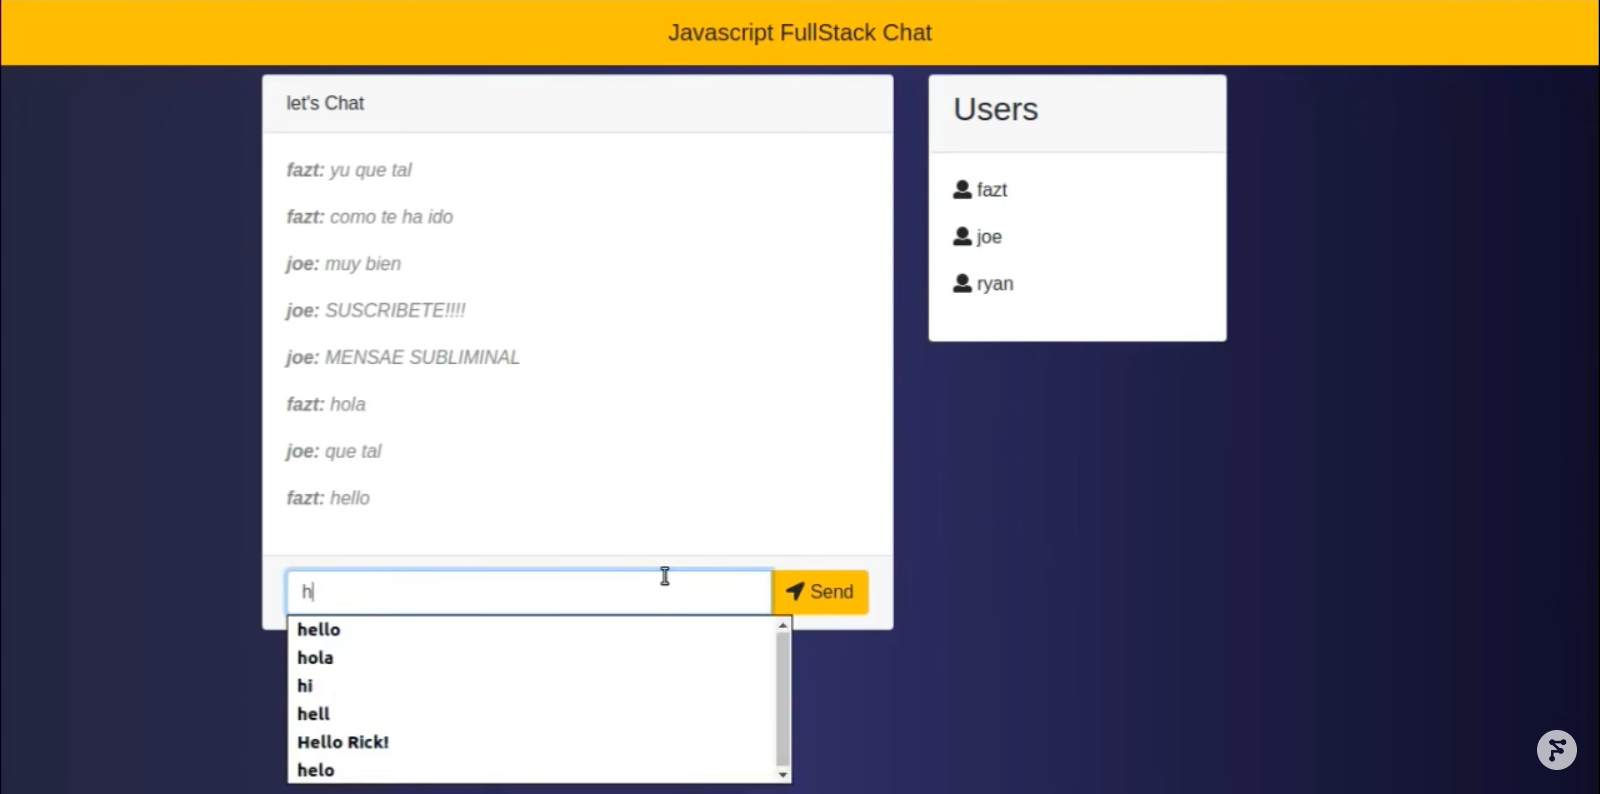 Javascript FullStack Chat
let's Chat
fazt: yu que tal
fazt: como te ha ido
joe: muy bien
joe: SUSCRIBETE!!!!
joe: MENSAE SUBLIMINAL
fazt: hola
joe: que tal
fazt: hello
h
Send
hello
hola
hi
hell
Hello Rick!
helo
Users
fazt
joe
ryan